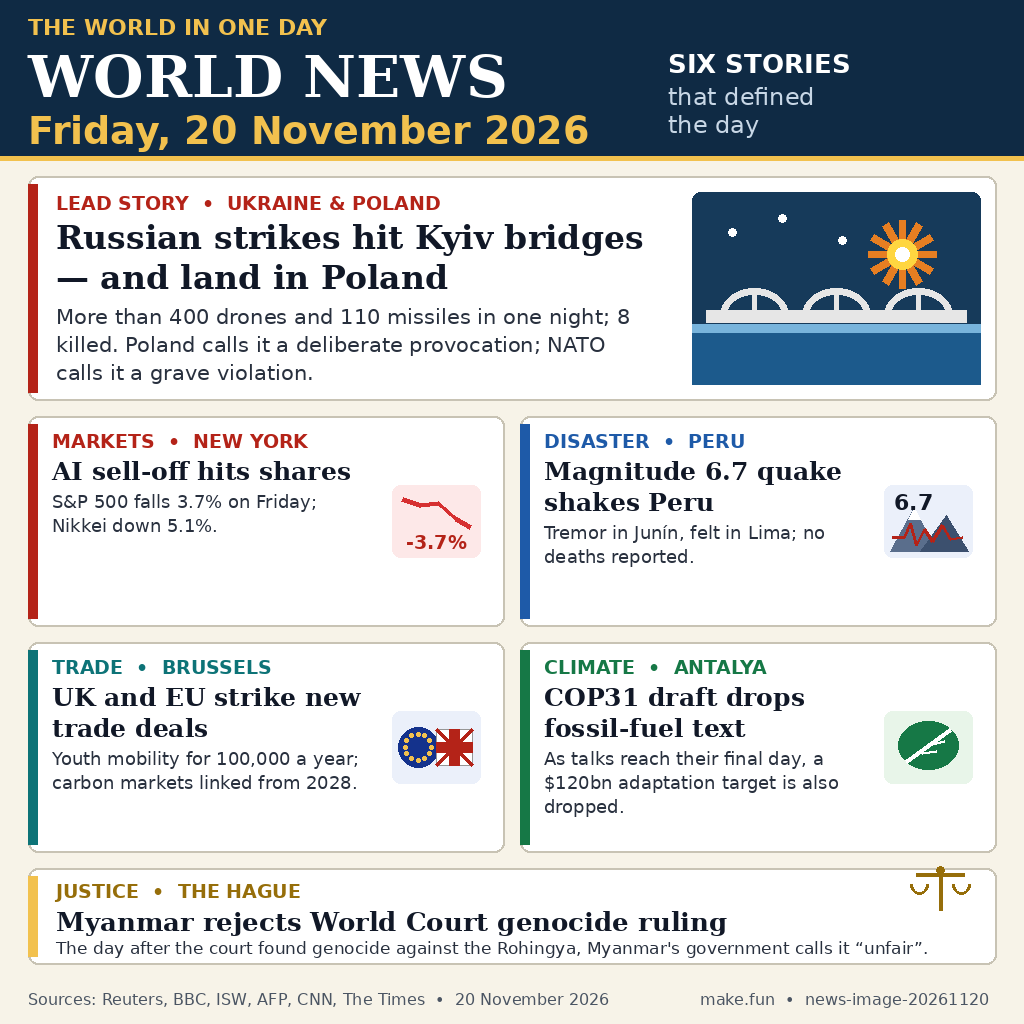 THE WORLD IN ONE DAY
WORLD NEWS
Friday, 20 November 2026
SIX STORIES
that defined
the day
LEAD STORY • UKRAINE & POLAND
Russian strikes hit Kyiv bridges
— and land in Poland
More than 400 drones and 110 missiles in one night; 8
killed. Poland calls it a deliberate provocation; NATO
calls it a grave violation.
MARKETS • NEW YORK
AI sell-off hits shares
S&P 500 falls 3.7% on Friday;
Nikkei down 5.1%.
-3.7%
DISASTER • PERU
Magnitude 6.7 quake
shakes Peru
Tremor in Junín, felt in Lima; no
deaths reported.
6.7
TRADE • BRUSSELS
UK and EU strike new
trade deals
Youth mobility for 100,000 a year;
carbon markets linked from 2028.
CLIMATE • ANTALYA
COP31 draft drops
fossil-fuel text
As talks reach their final day, a
$120bn adaptation target is also
dropped.
JUSTICE • THE HAGUE
Myanmar rejects World Court genocide ruling
The day after the court found genocide against the Rohingya, Myanmar's government calls it “unfair”.
Sources: Reuters, BBC, ISW, AFP, CNN, The Times • 20 November 2026
make.fun • news-image-20261120